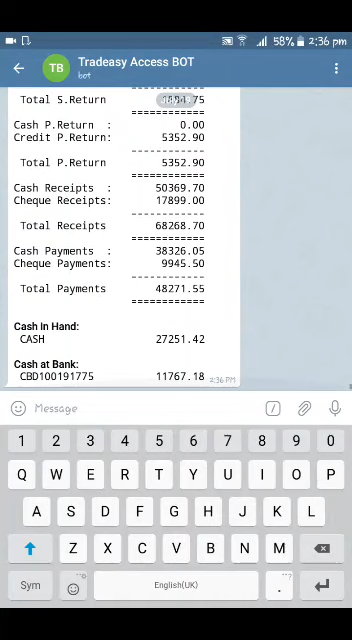 58% 2:36 pm
TB Tradeasy Access BOT
bot
Total S.Return
============
Cash P.Return : 0.00
Credit P.Return: 5352.90
------------
Total P.Return 5352.90
============
Cash Receipts : 50369.70
Cheque Receipts: 17899.00
------------
Total Receipts 68268.70
============
Cash Payments : 38326.05
Cheque Payments: 9945.50
------------
Total Payments 48271.55
============
Cash in Hand:
CASH 27251.42
Cash at Bank:
CBD100191775 11767.18 2:36 PM
Message
1 2 3 4 5 6 7 8 9 0
Q W E R T Y U I O P
A S D F G H J K L
Z X C V B N M
Sym English(UK) .